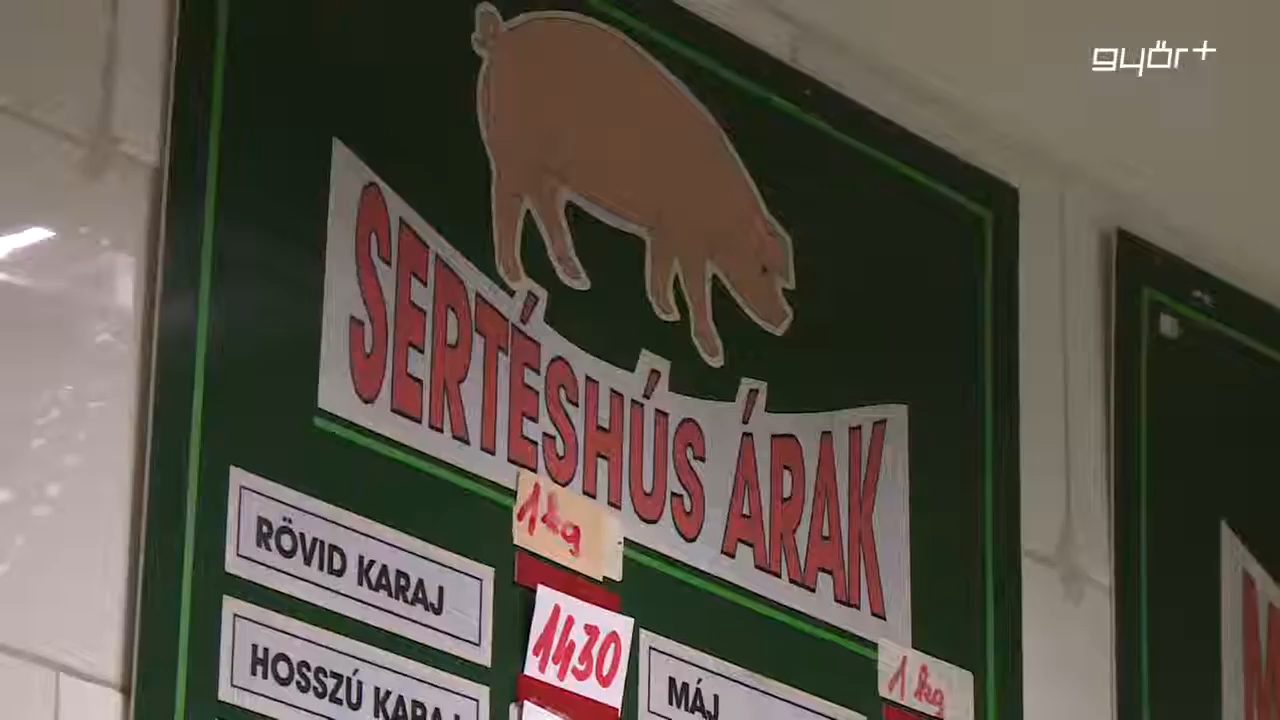 győr+
SERTÉSHÚS ÁRAK
1 kg
RÖVID KARAJ
1430
HOSSZÚ KARAJ
MÁJ
1 kg